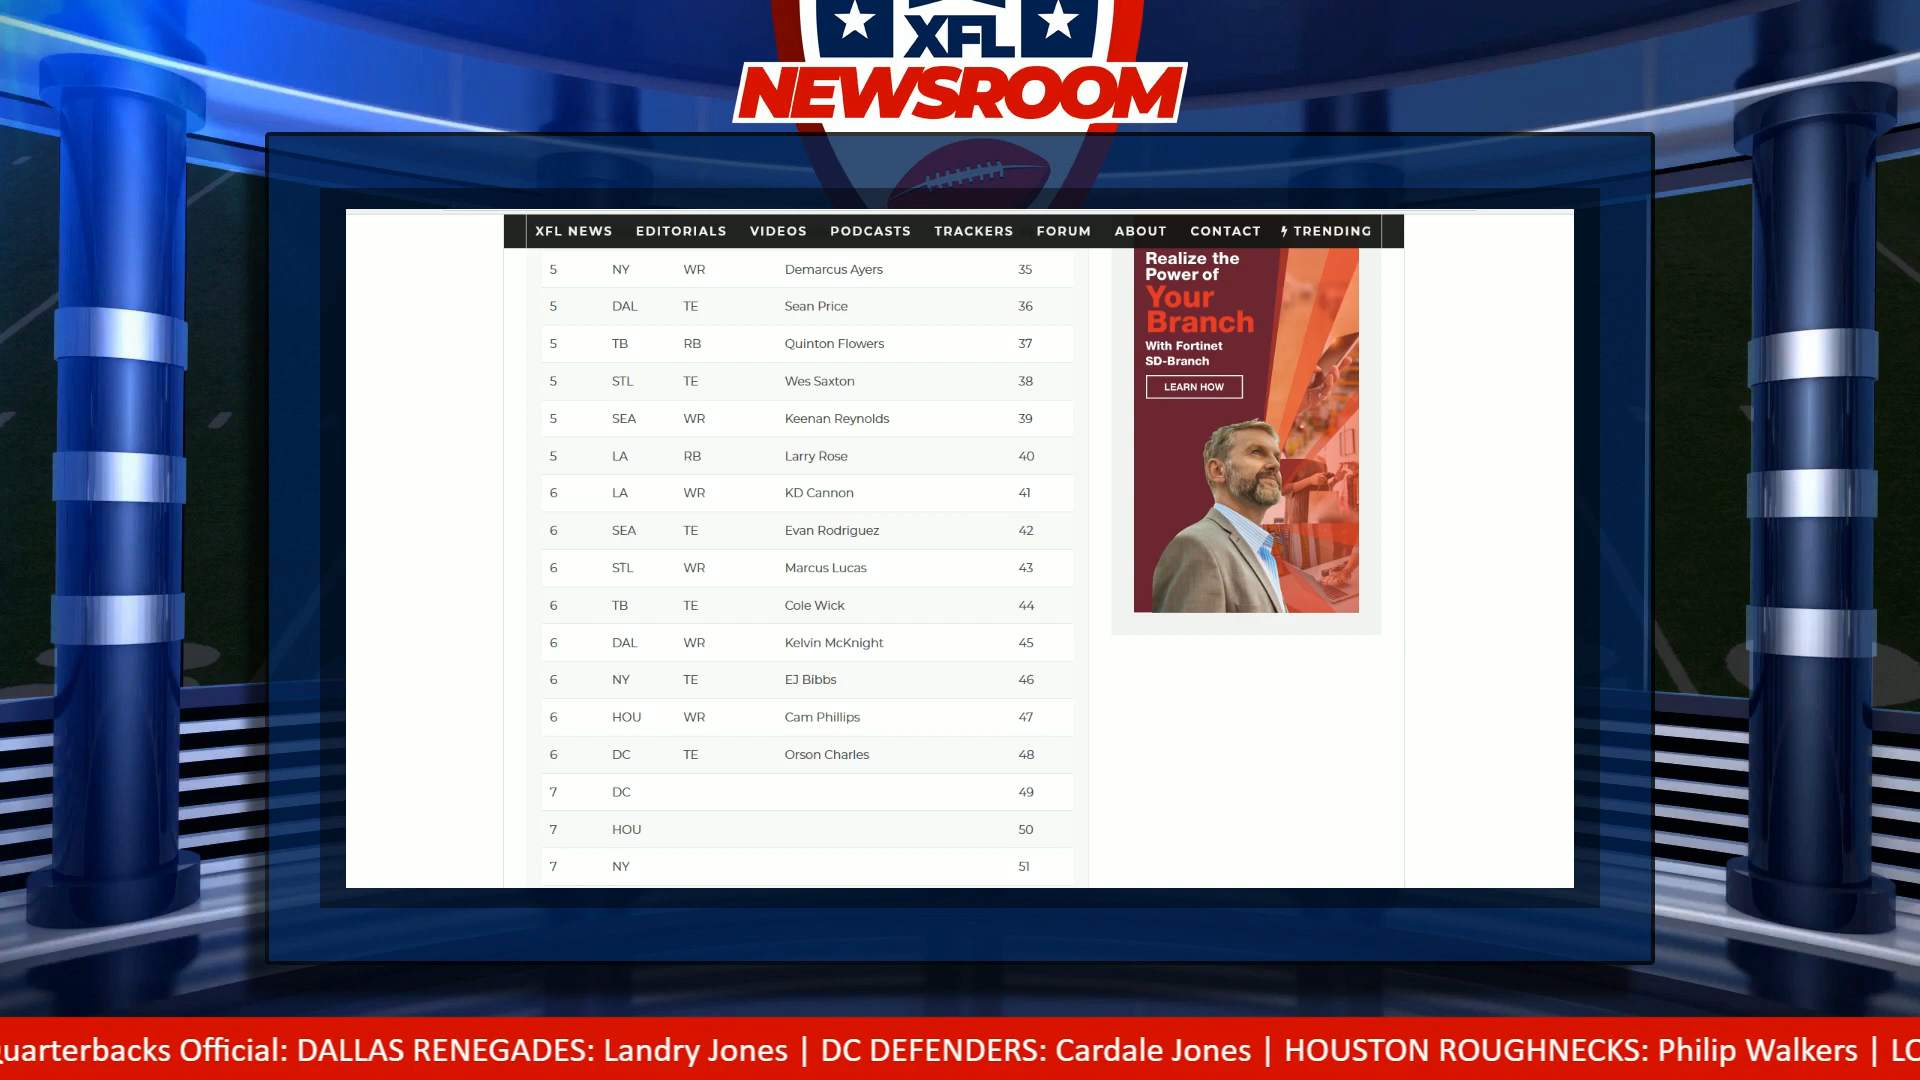 XFL
NEWSROOM
XFL NEWS EDITORIALS VIDEOS PODCASTS TRACKERS FORUM ABOUT CONTACT TRENDING
5 NY WR Demarcus Ayers 35
5 DAL TE Sean Price 36
5 TB RB Quinton Flowers 37
5 STL TE Wes Saxton 38
5 SEA WR Keenan Reynolds 39
5 LA RB Larry Rose 40
6 LA WR KD Cannon 41
6 SEA TE Evan Rodriguez 42
6 STL WR Marcus Lucas 43
6 TB TE Cole Wick 44
6 DAL WR Kelvin McKnight 45
6 NY TE EJ Bibbs 46
6 HOU WR Cam Phillips 47
6 DC TE Orson Charles 48
7 DC 49
7 HOU 50
7 NY 51
Realize the
Power of
Your
Branch
With Fortinet
SD-Branch
LEARN HOW
uarterbacks Official: DALLAS RENEGADES: Landry Jones | DC DEFENDERS: Cardale Jones | HOUSTON ROUGHNECKS: Philip Walkers | LO